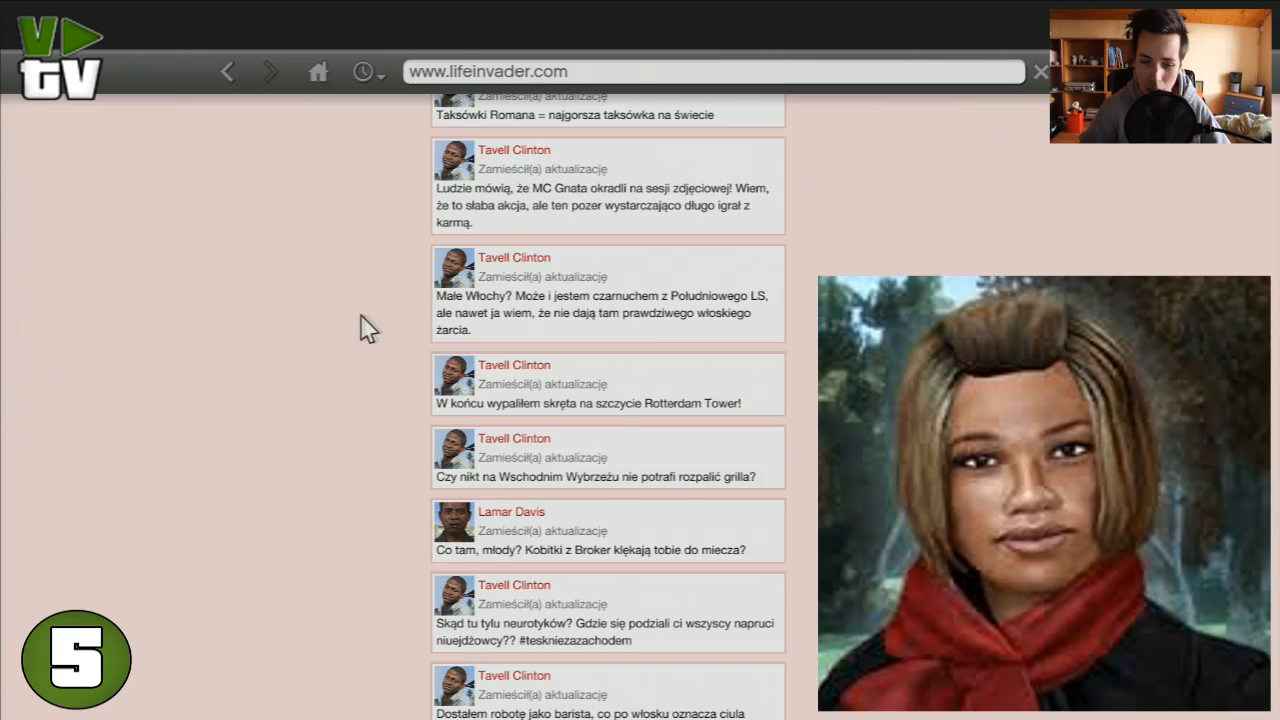 V
tv
www.lifeinvader.com
Zamieścił(a) aktualizację
Taksówki Romana = najgorsza taksówka na świecie
Tavell Clinton
Zamieścił(a) aktualizację
Ludzie mówią, że MC Gnata okradli na sesji zdjęciowej! Wiem,
że to słaba akcja, ale ten pozer wystarczająco długo igrał z
karmą.
Tavell Clinton
Zamieścił(a) aktualizację
Małe Włochy? Może i jestem czarnuchem z Południowego LS,
ale nawet ja wiem, że nie dają tam prawdziwego włoskiego
żarcia.
Tavell Clinton
Zamieścił(a) aktualizację
W końcu wypaliłem skręta na szczycie Rotterdam Tower!
Tavell Clinton
Zamieścił(a) aktualizację
Czy nikt na Wschodnim Wybrzeżu nie potrafi rozpalić grilla?
Lamar Davis
Zamieścił(a) aktualizację
Co tam, młody? Kobitki z Broker klękają tobie do miecza?
Tavell Clinton
Zamieścił(a) aktualizację
Skąd tu tylu neurotyków? Gdzie się podziali ci wszyscy napruci
niuejdżowcy?? #teskniezazachodem
Tavell Clinton
Zamieścił(a) aktualizację
Dostałem robotę jako barista, co po włosku oznacza ciula
5